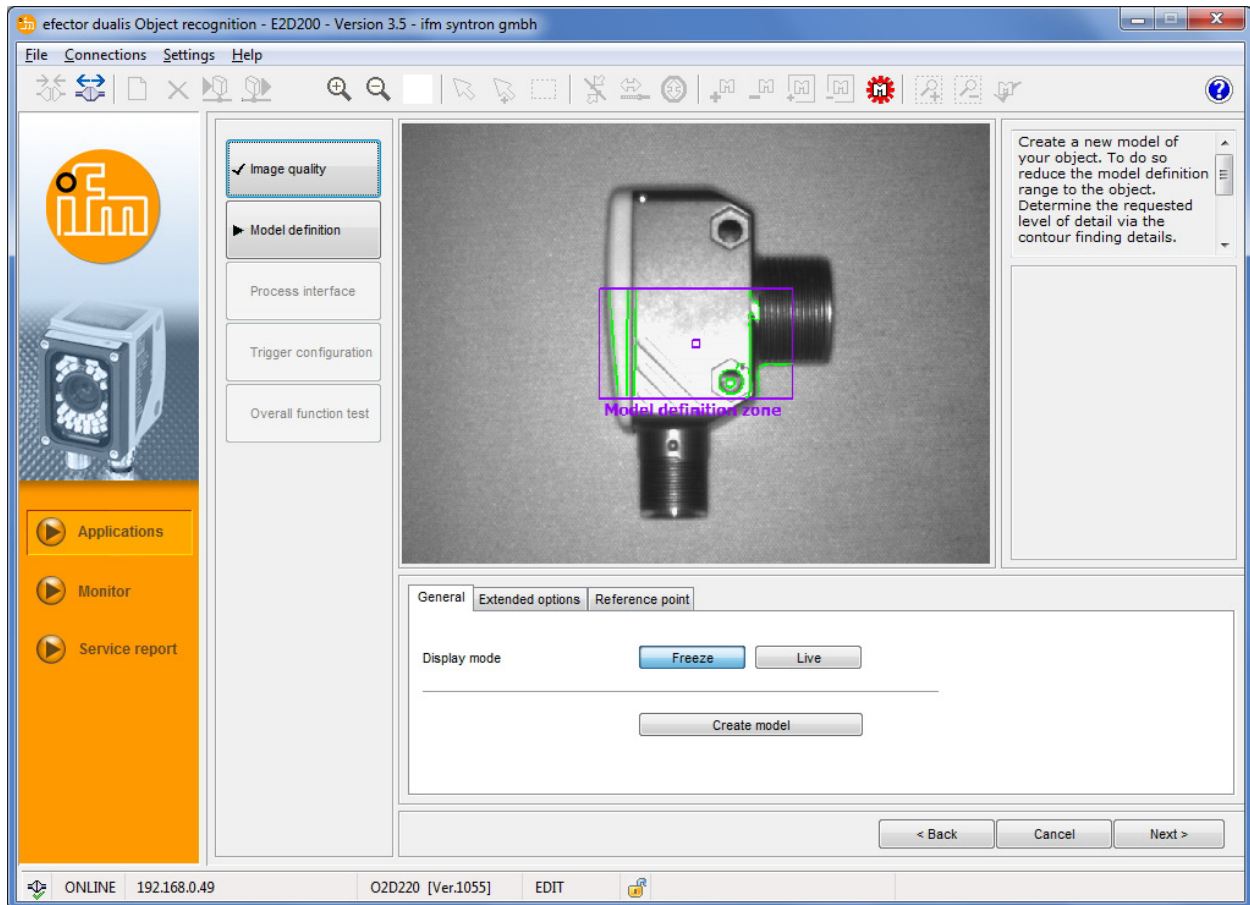 efector dualis Object recognition - E2D200 - Version 3.5 - ifm syntron gmbh
File Connections Settings Help
ifm
Applications
Monitor
Service report
✓ Image quality
▶ Model definition
Process interface
Trigger configuration
Overall function test
Model definition zone
Create a new model of
your object. To do so
reduce the model definition
range to the object.
Determine the requested
level of detail via the
contour finding details.
General Extended options Reference point
Display mode Freeze Live
Create model
< Back Cancel Next >
ONLINE 192.168.0.49 O2D220 [Ver.1055] EDIT